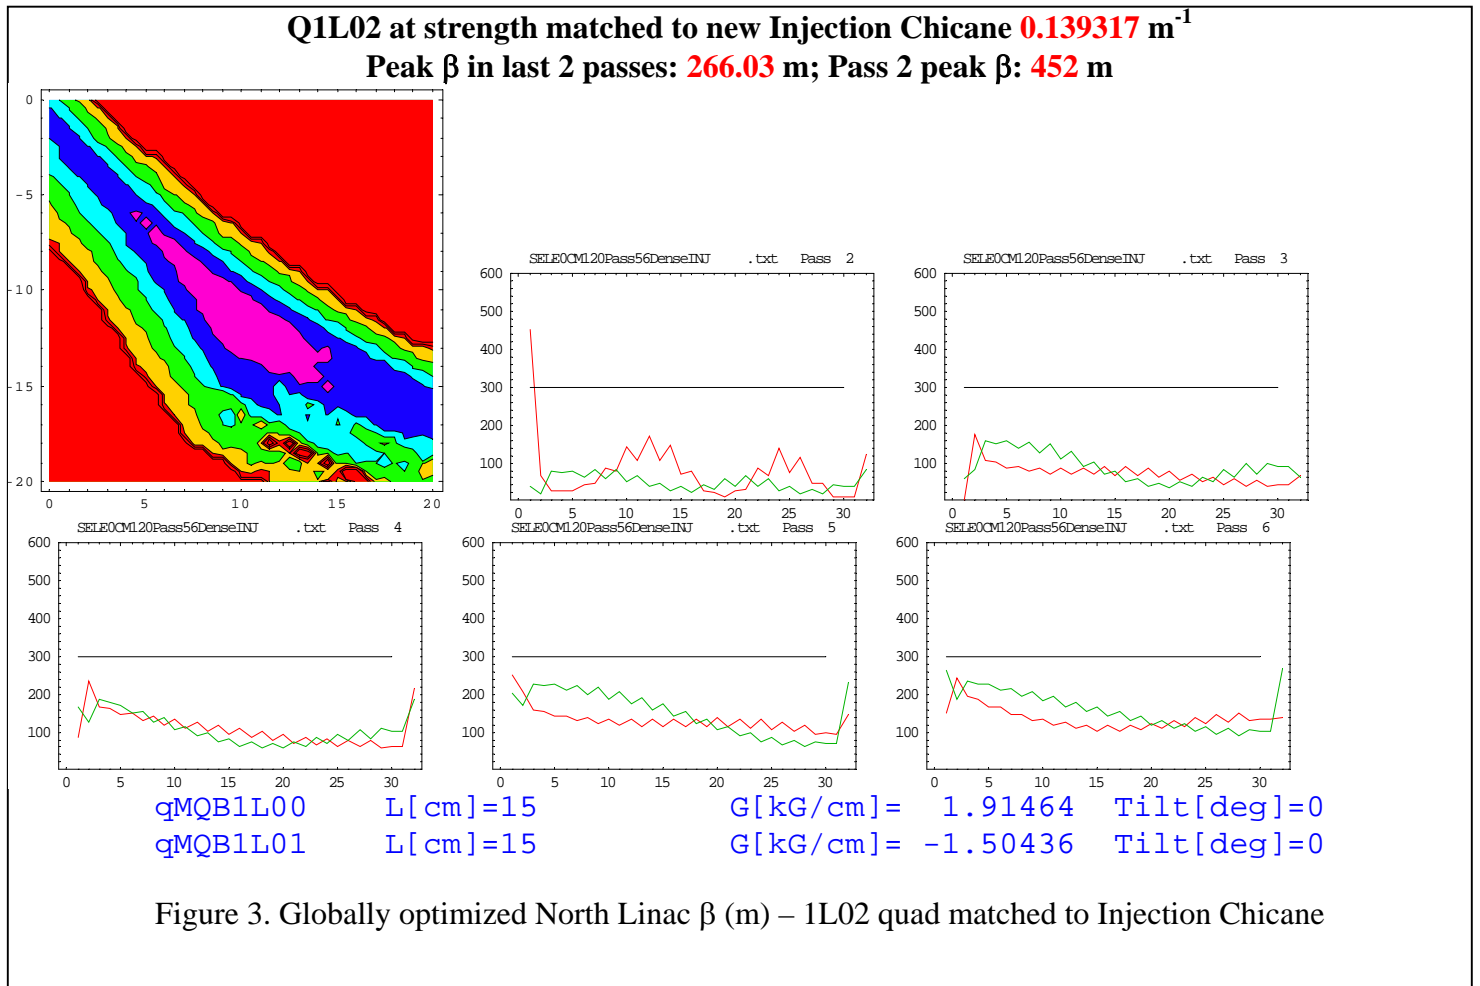 Q1L02 at strength matched to new Injection Chicane 0.139317 m-1
Peak β in last 2 passes: 266.03 m; Pass 2 peak β: 452 m
0
-5
-10
-15
-20
0 5 10 15 20
SELE0CM120Pass56DenseINJ .txt Pass 2
600
500
400
300
200
100
0 5 10 15 20 25 30
SELE0CM120Pass56DenseINJ .txt Pass 3
600
500
400
300
200
100
0 5 10 15 20 25 30
SELE0CM120Pass56DenseINJ .txt Pass 4
600
500
400
300
200
100
0 5 10 15 20 25 30
SELE0CM120Pass56DenseINJ .txt Pass 5
600
500
400
300
200
100
0 5 10 15 20 25 30
SELE0CM120Pass56DenseINJ .txt Pass 6
600
500
400
300
200
100
0 5 10 15 20 25 30
qMQB1L00 L[cm]=15 G[kG/cm]= 1.91464 Tilt[deg]=0
qMQB1L01 L[cm]=15 G[kG/cm]= -1.50436 Tilt[deg]=0
Figure 3. Globally optimized North Linac β (m) – 1L02 quad matched to Injection Chicane